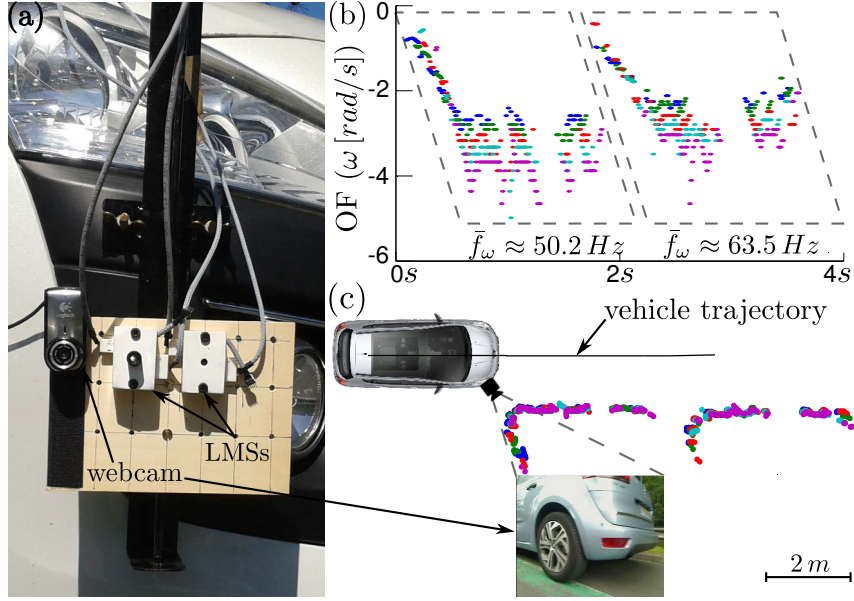 (a)
Logitech
LMSs
webcam
(b)
OF (ω [rad/s])
0
-2
-4
-6
f̄ω ≈ 50.2 Hz
f̄ω ≈ 63.5 Hz
0s
2s
4s
(c)
vehicle trajectory
2 m